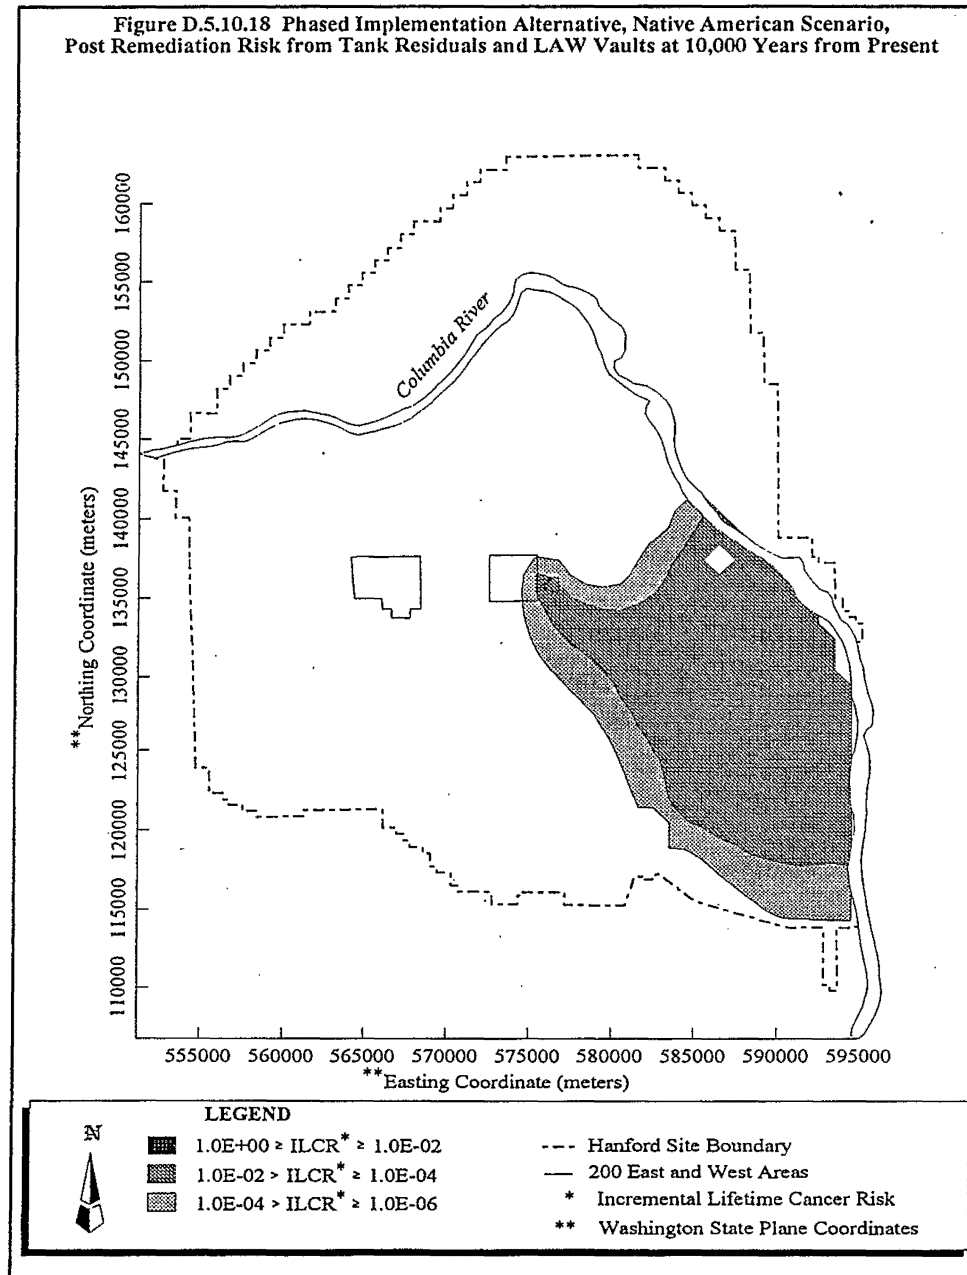 Figure D.5.10.18 Phased Implementation Alternative, Native American Scenario,
Post Remediation Risk from Tank Residuals and LAW Vaults at 10,000 Years from Present
160000
155000
150000
145000
140000
135000
130000
125000
120000
115000
110000
**Northing Coordinate (meters)
Columbia River
555000 560000 565000 570000 575000 580000 585000 590000 595000
**Easting Coordinate (meters)
LEGEND
N
1.0E+00 ≥ ILCR* ≥ 1.0E-02
1.0E-02 > ILCR* ≥ 1.0E-04
1.0E-04 > ILCR* ≥ 1.0E-06
Hanford Site Boundary
200 East and West Areas
* Incremental Lifetime Cancer Risk
** Washington State Plane Coordinates